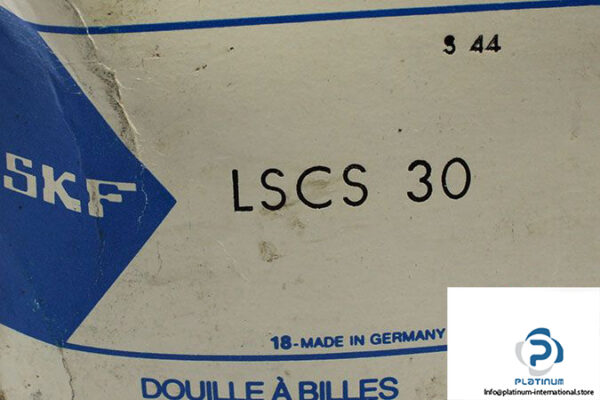 S 44
SKF
LSCS 30
18-MADE IN GERMANY
DOUILLE À BILLES
PLATINUM
Info@platinum-international.store